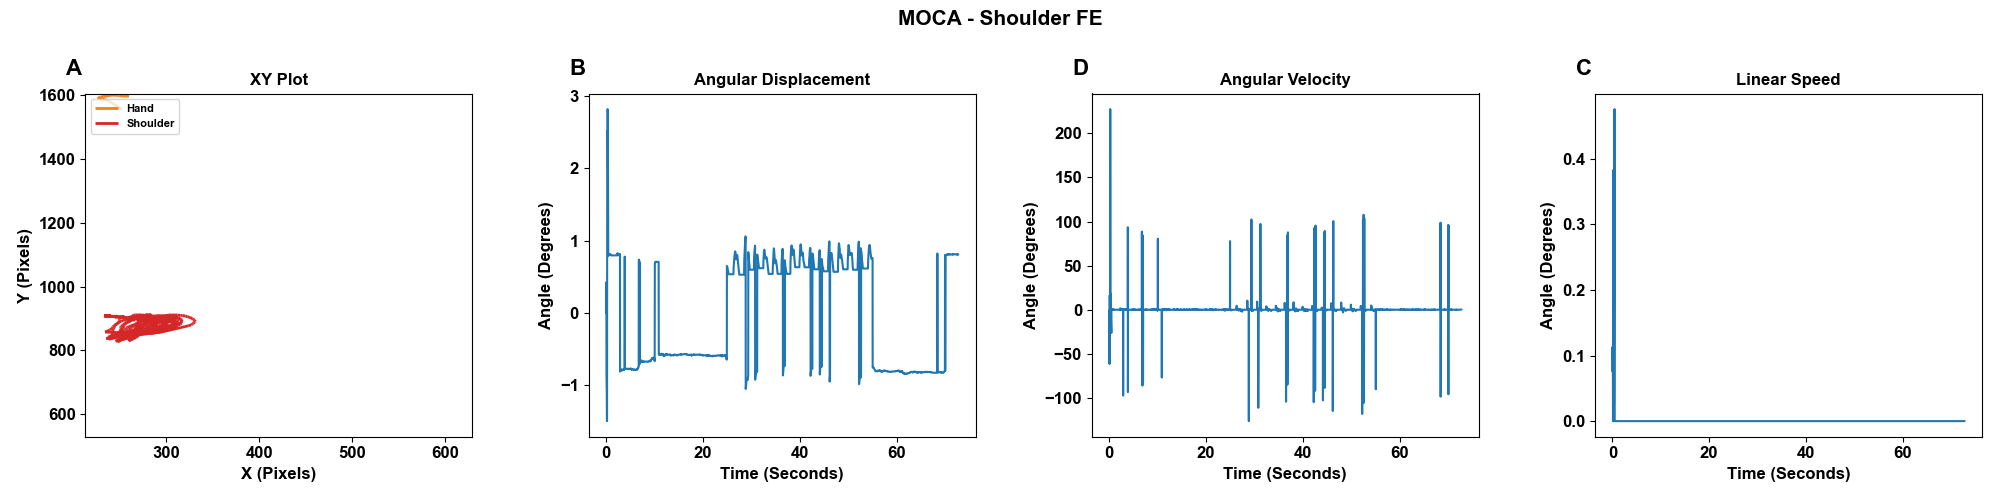 MOCA - Shoulder FE
A
XY Plot
Hand
Shoulder
1600
1400
1200
1000
800
600
Y (Pixels)
300
400
500
600
X (Pixels)
B
Angular Displacement
3
2
1
0
−1
Angle (Degrees)
0
20
40
60
Time (Seconds)
D
Angular Velocity
200
150
100
50
0
−50
−100
Angle (Degrees)
0
20
40
60
Time (Seconds)
C
Linear Speed
0.4
0.3
0.2
0.1
0.0
Angle (Degrees)
0
20
40
60
Time (Seconds)